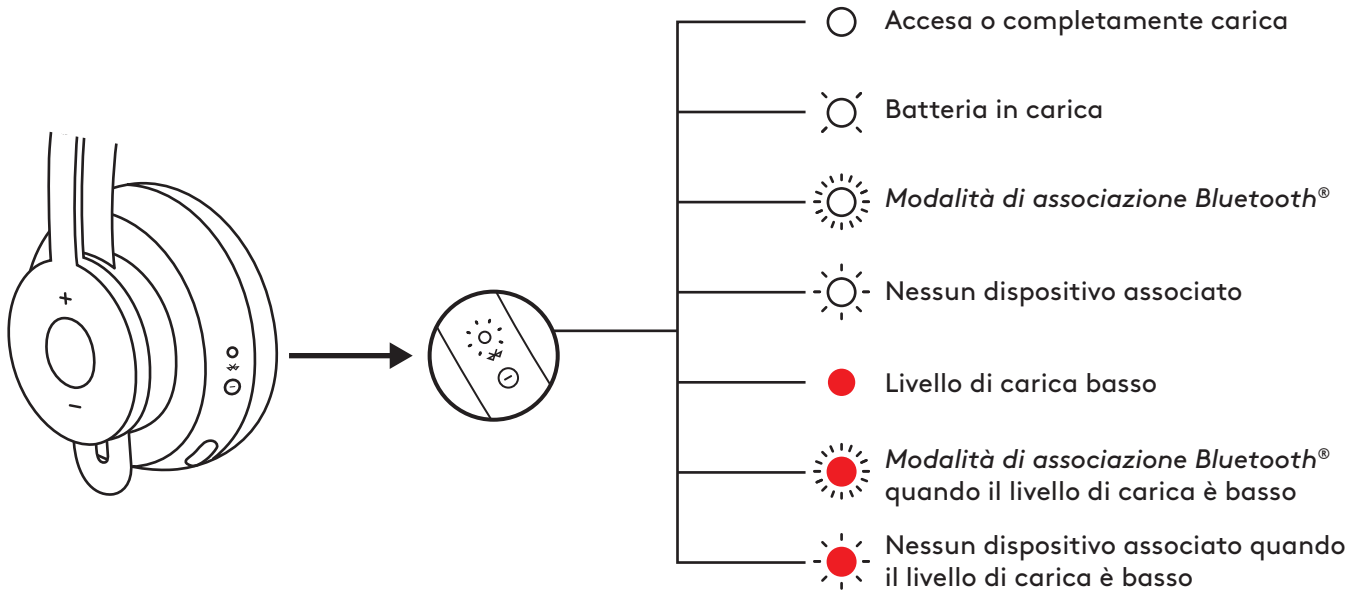 Accesa o completamente carica
Batteria in carica
Modalità di associazione Bluetooth®
Nessun dispositivo associato
Livello di carica basso
Modalità di associazione Bluetooth®
quando il livello di carica è basso
Nessun dispositivo associato quando
il livello di carica è basso